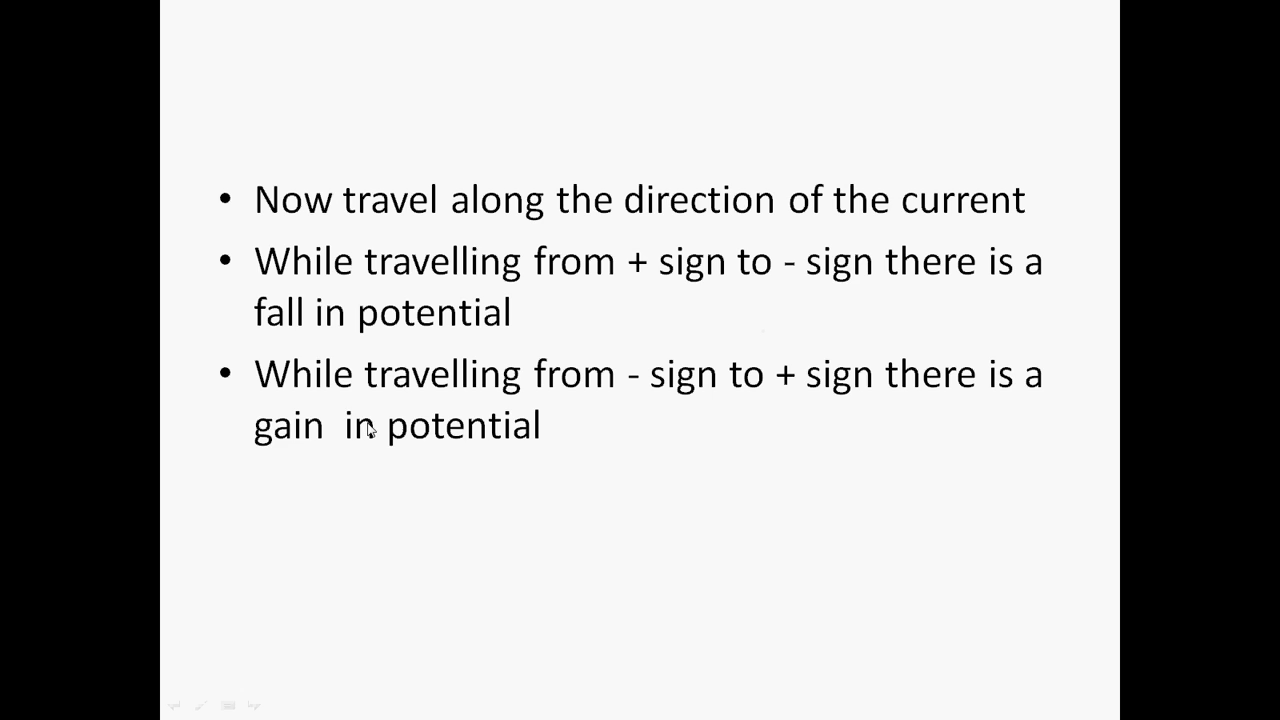 • Now travel along the direction of the current
• While travelling from + sign to - sign there is a
fall in potential
• While travelling from - sign to + sign there is a
gain  in potential